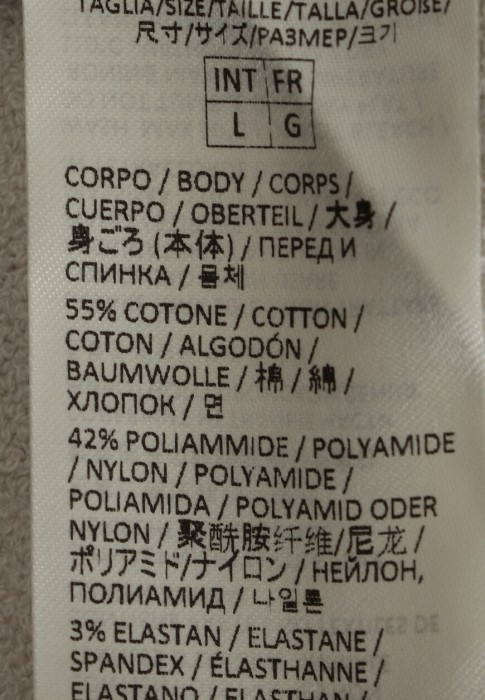 TAGLIA/SIZE/TAILLE/TALLA/GRÖßE/
尺寸/サイズ/РАЗМЕР/크기
INT FR
L G
CORPO / BODY / CORPS /
CUERPO / OBERTEIL / 大身 /
身ごろ (本体) / ПЕРЕД И
СПИНКА / 몸체
55% COTONE / COTTON /
COTON / ALGODÓN /
BAUMWOLLE / 棉 / 綿 /
ХЛОПОК / 면
42% POLIAMMIDE / POLYAMIDE
/ NYLON / POLYAMIDE /
POLIAMIDA / POLYAMID ODER
NYLON / 聚酰胺纤维/尼龙 /
ポリアミド/ナイロン / НЕЙЛОН,
ПОЛИАМИД / 나일론
3% ELASTAN / ELASTANE /
SPANDEX / ÉLASTHANNE /
ELASTANO / ELASTHAN /